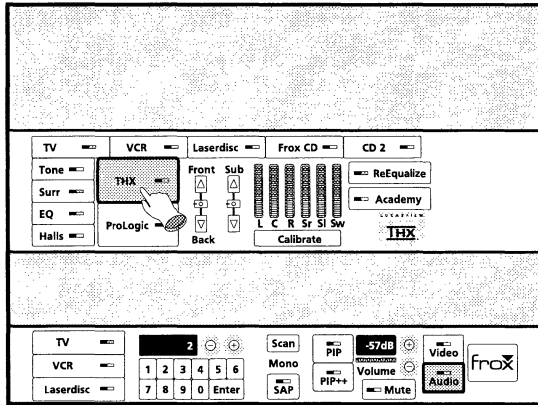 TV VCR Laserdisc Frox CD CD 2
Tone THX Front Sub ReEqualize
Surr Academy
EQ ProLogic L C R Sr Sl Sw LUCASFILM
Halls Back Calibrate THX
TV 2 Scan PIP -57dB Video frox
VCR 1 2 3 4 5 6 Mono Volume
Laserdisc 7 8 9 0 Enter SAP PIP++ Mute Audio